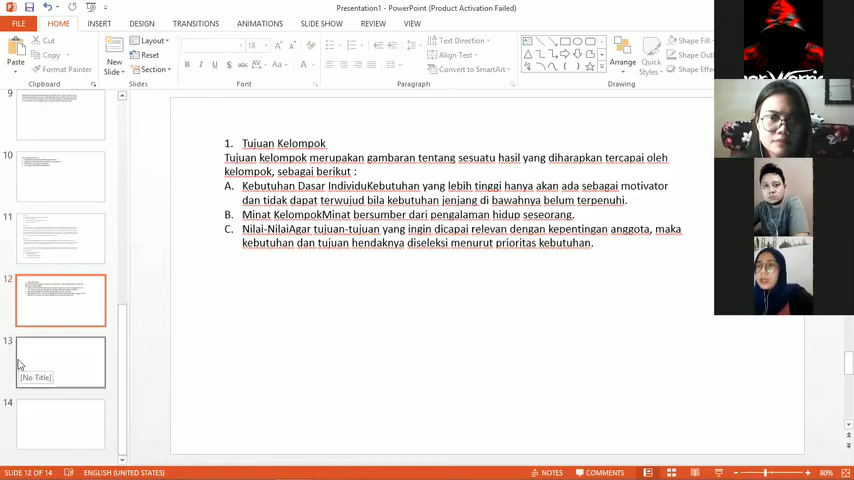 Presentation1 - PowerPoint (Product Activation Failed)
FILE HOME INSERT DESIGN TRANSITIONS ANIMATIONS SLIDE SHOW REVIEW VIEW
Cut
Copy
Format Painter
Paste
Clipboard
New
Slide
Layout
Reset
Section
Slides
18
Font
Text Direction
Align Text
Convert to SmartArt
Paragraph
Arrange
Quick
Styles
Shape Fill
Shape Out
Shape Effe
Drawing
9
10
11
12
13
[No Title]
14
1. Tujuan Kelompok
Tujuan kelompok merupakan gambaran tentang sesuatu hasil yang diharapkan tercapai oleh
kelompok, sebagai berikut :
A. Kebutuhan Dasar IndividuKebutuhan yang lebih tinggi hanya akan ada sebagai motivator
dan tidak dapat terwujud bila kebutuhan jenjang di bawahnya belum terpenuhi.
B. Minat KelompokMinat bersumber dari pengalaman hidup seseorang.
C. Nilai-NilaiAgar tujuan-tujuan yang ingin dicapai relevan dengan kepentingan anggota, maka
kebutuhan dan tujuan hendaknya diseleksi menurut prioritas kebutuhan.
SLIDE 12 OF 14 ENGLISH (UNITED STATES) NOTES COMMENTS 80%